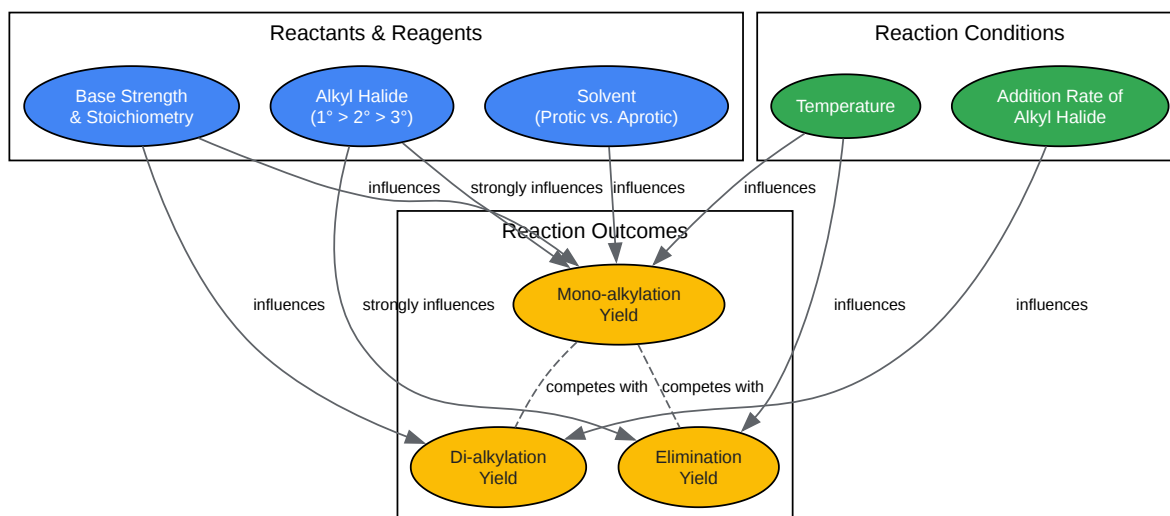 Reactants & Reagents
Reaction Conditions
Base Strength
& Stoichiometry
Alkyl Halide
(1° > 2° > 3°)
Solvent
(Protic vs. Aprotic)
Temperature
Addition Rate of
Alkyl Halide
influences
strongly influences
influences
influences
Reaction Outcomes
Mono-alkylation
Yield
influences
strongly influences
influences
influences
competes with
competes with
Di-alkylation
Yield
Elimination
Yield